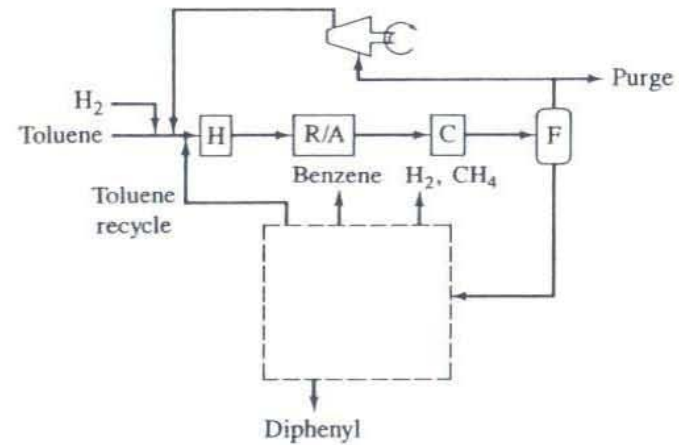 Purge
H₂
Toluene
H
R/A
C
F
Benzene
H₂, CH₄
Toluene
recycle
Diphenyl